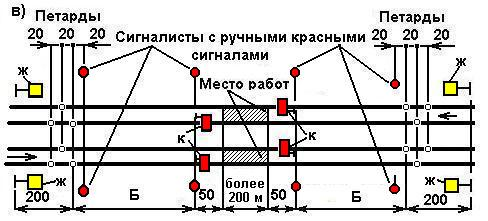 в)
Петарды
Петарды
20 20 20
20 20 20
Сигналисты с ручными красными
сигналами
ж
ж
Место работ
к
к
ж
ж
200
Б
50
более
200 м
50
Б
200